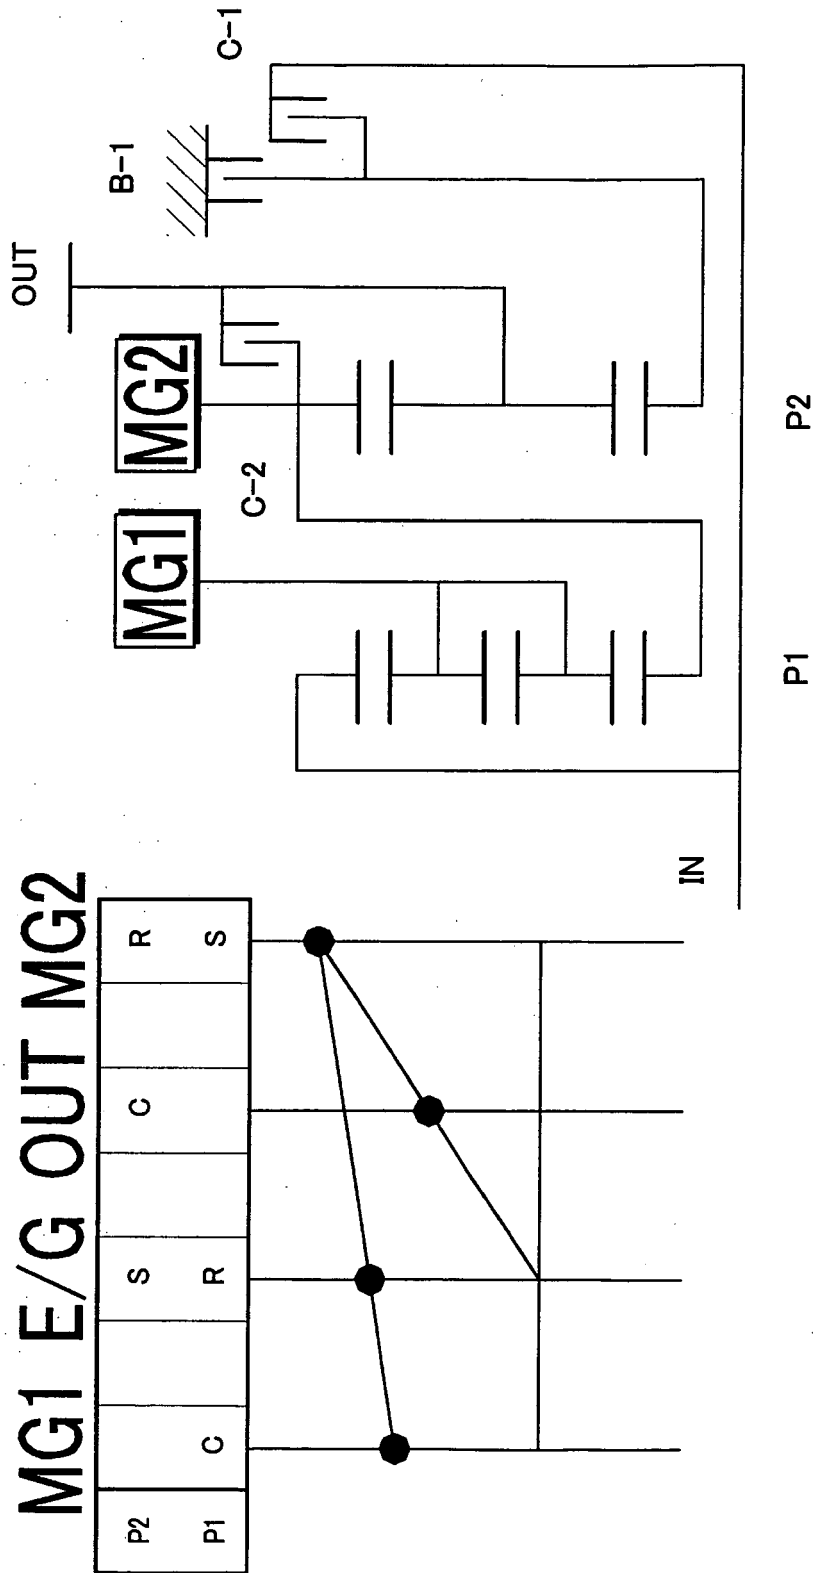 MG1 E/G OUT MG2
P2 S C R
P1 C R S
OUT
MG1
MG2
B-1
C-1
C-2
IN
P1
P2